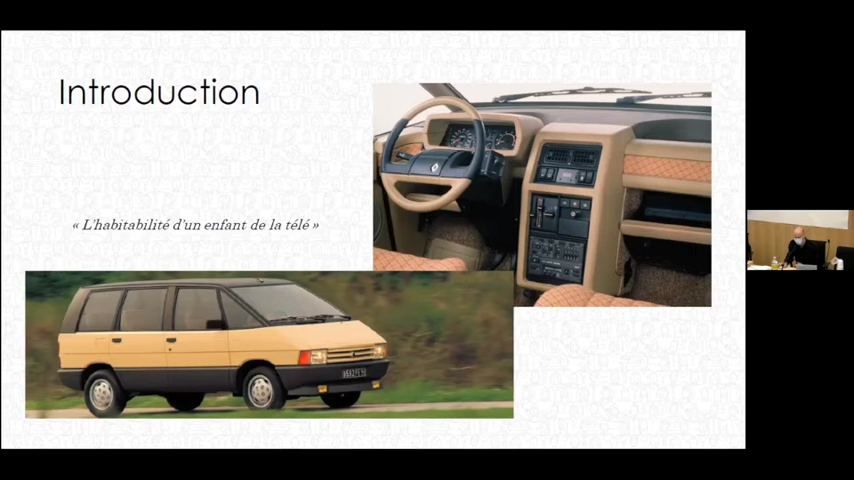 Introduction
« L'habitabilité d'un enfant de la télé »